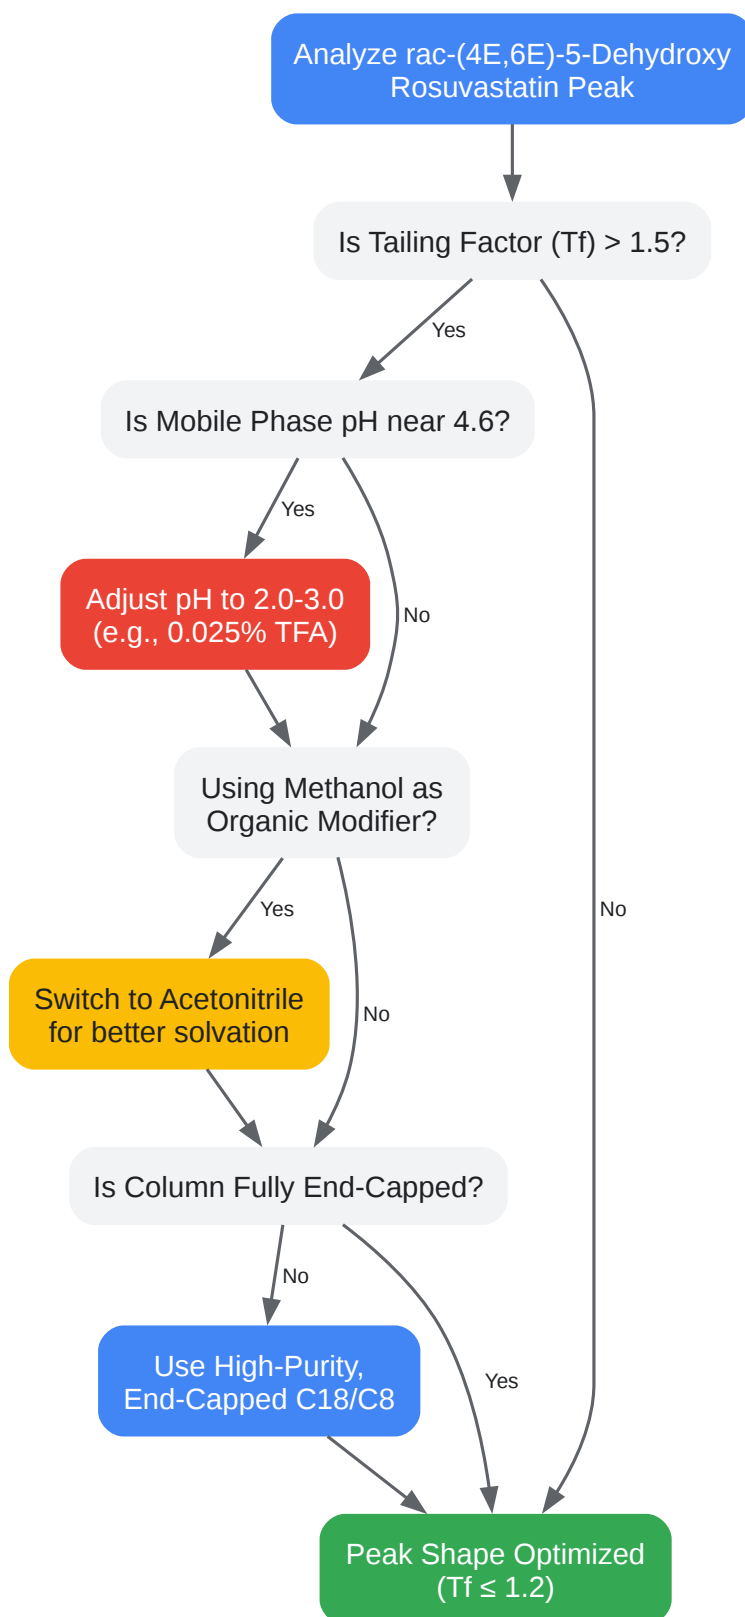 Analyze rac-(4E,6E)-5-Dehydroxy
Rosuvastatin Peak
Is Tailing Factor (Tf) > 1.5?
Yes
Is Mobile Phase pH near 4.6?
Yes
Adjust pH to 2.0-3.0
(e.g., 0.025% TFA)
No
Using Methanol as
Organic Modifier?
Yes
No
Switch to Acetonitrile
for better solvation
No
Is Column Fully End-Capped?
No
Use High-Purity,
End-Capped C18/C8
Yes
Peak Shape Optimized
(Tf ≤ 1.2)